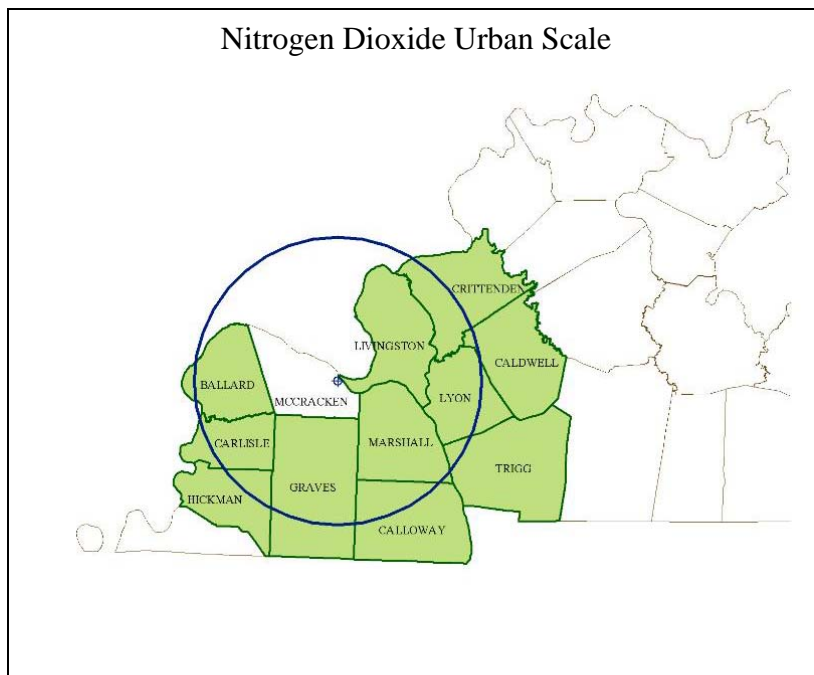 Nitrogen Dioxide Urban Scale
CRITTENDEN
LIVINGSTON
CALDWELL
BALLARD
LYON
MCCRACKEN
CARLISLE
MARSHALL
TRIGG
GRAVES
HICKMAN
CALLOWAY